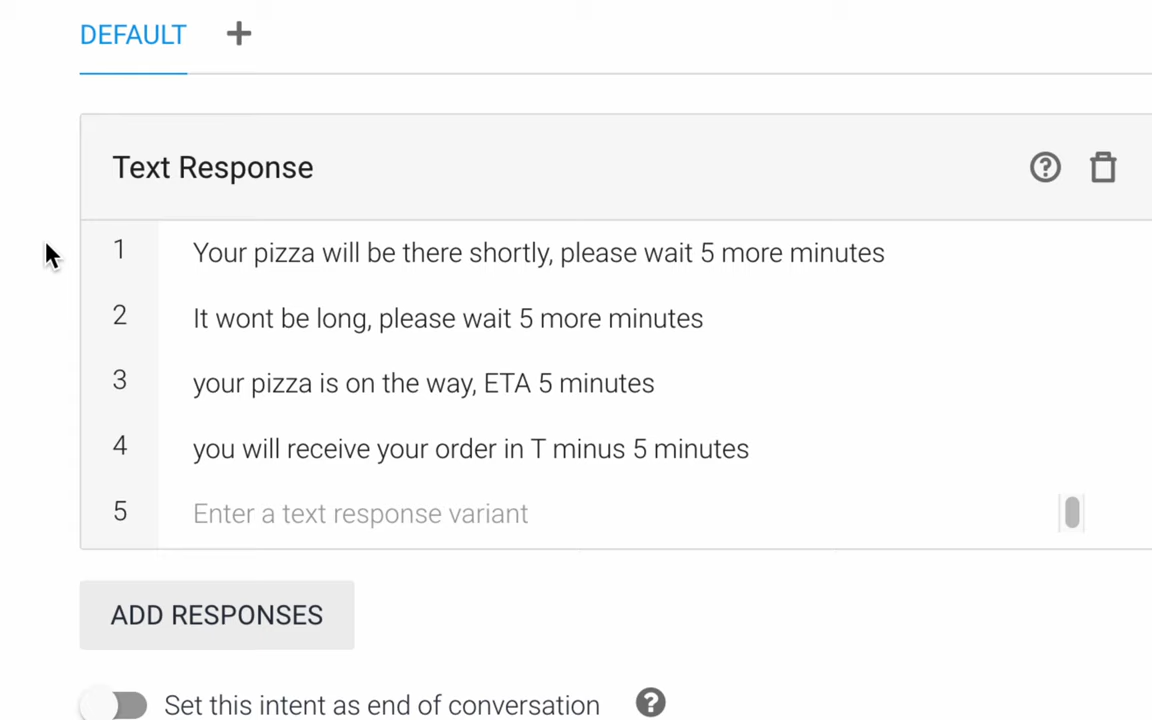 DEFAULT +
Text Response
1 Your pizza will be there shortly, please wait 5 more minutes
2 It wont be long, please wait 5 more minutes
3 your pizza is on the way, ETA 5 minutes
4 you will receive your order in T minus 5 minutes
5 Enter a text response variant
ADD RESPONSES
Set this intent as end of conversation